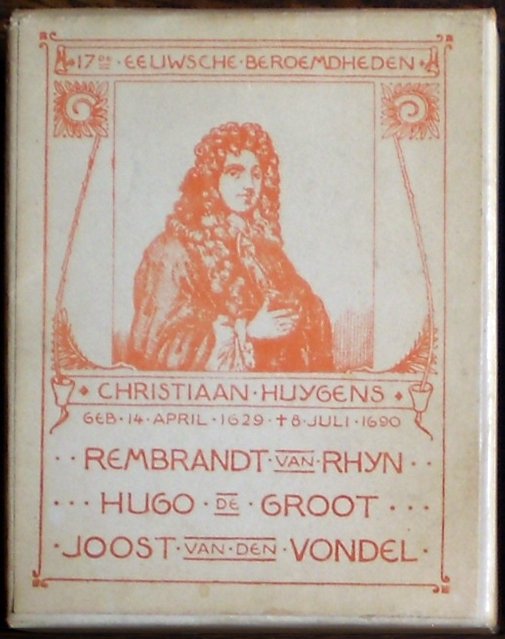 17DE · EEUWSCHE · BEROEMDHEDEN
CHRISTIAAN · HUYGENS
GEB · 14 · APRIL · 1629 · † 8 · JULI · 1690
· · REMBRANDT · VAN · RHYN · ·
· · · HUGO · DE · GROOT · · ·
· JOOST · VAN · DEN · VONDEL ·